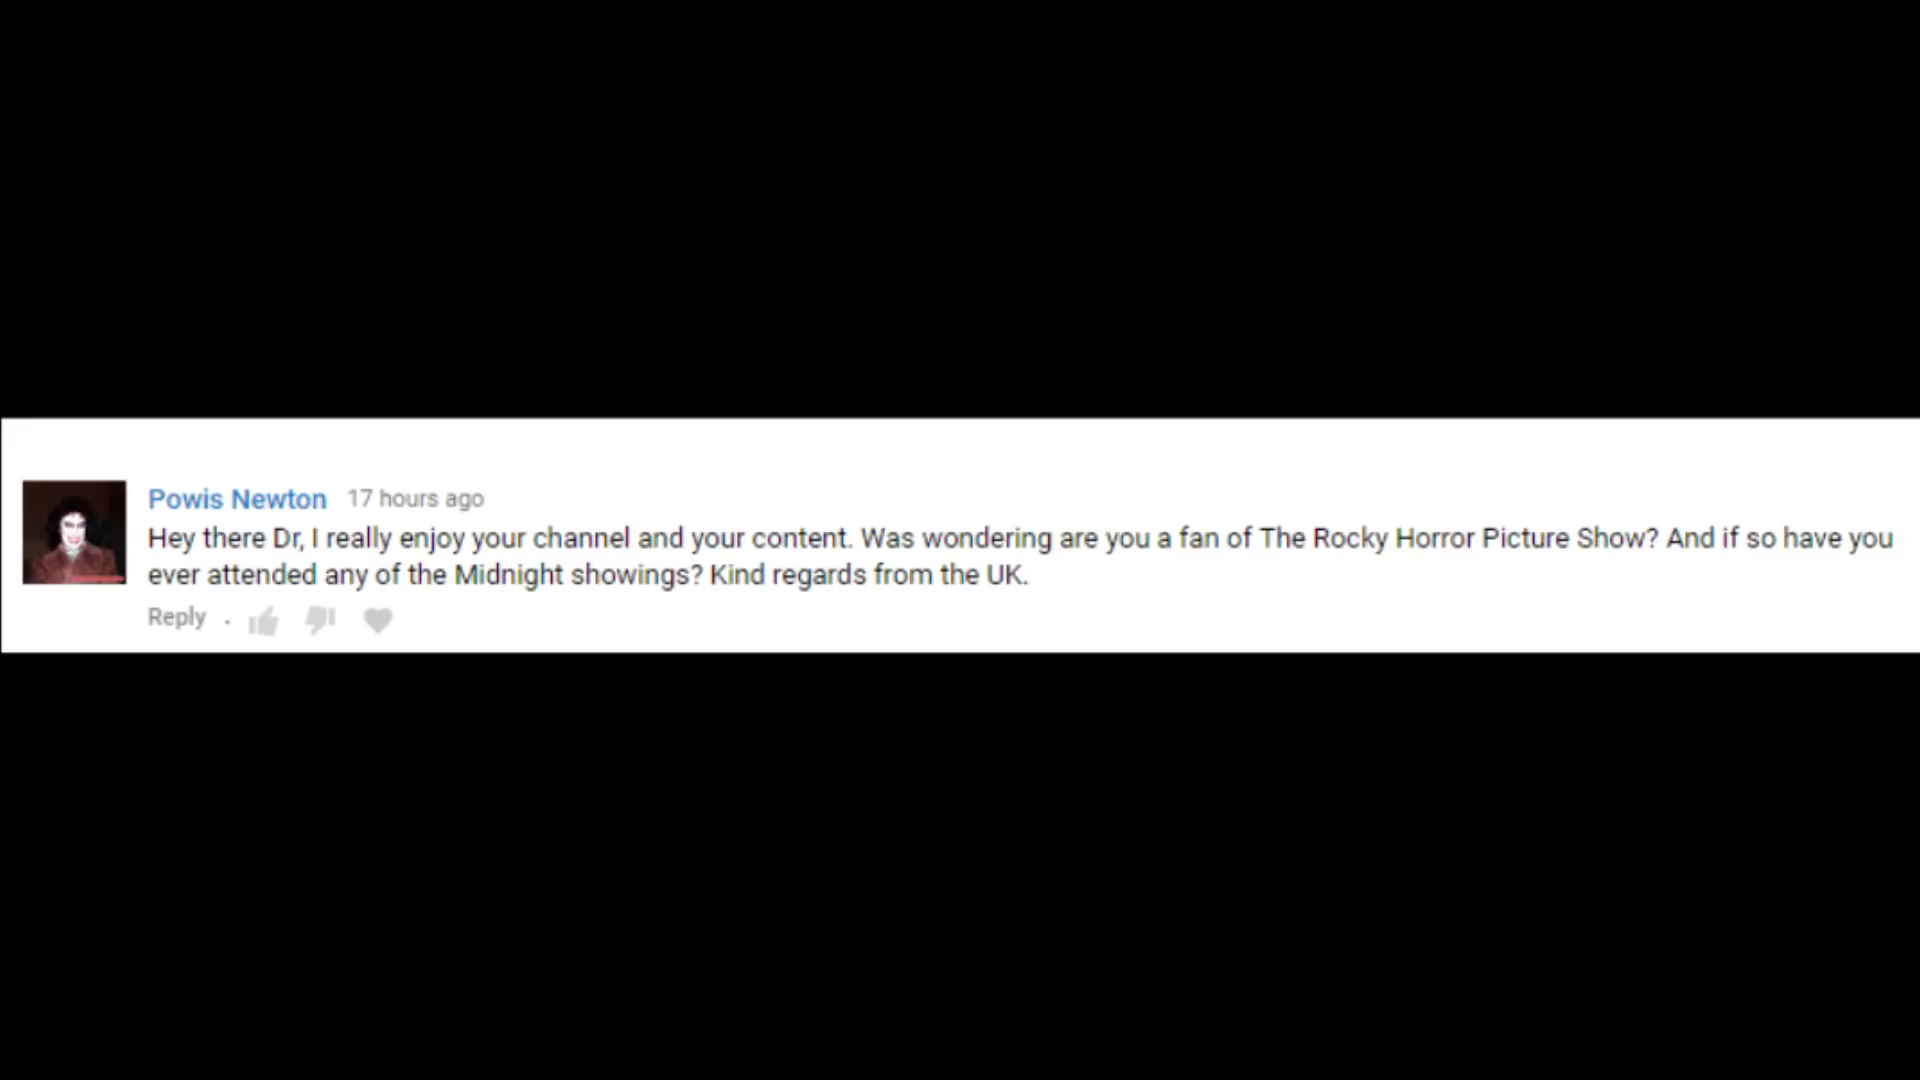 Powis Newton 17 hours ago
Hey there Dr, I really enjoy your channel and your content. Was wondering are you a fan of The Rocky Horror Picture Show? And if so have you
ever attended any of the Midnight showings? Kind regards from the UK.
Reply .